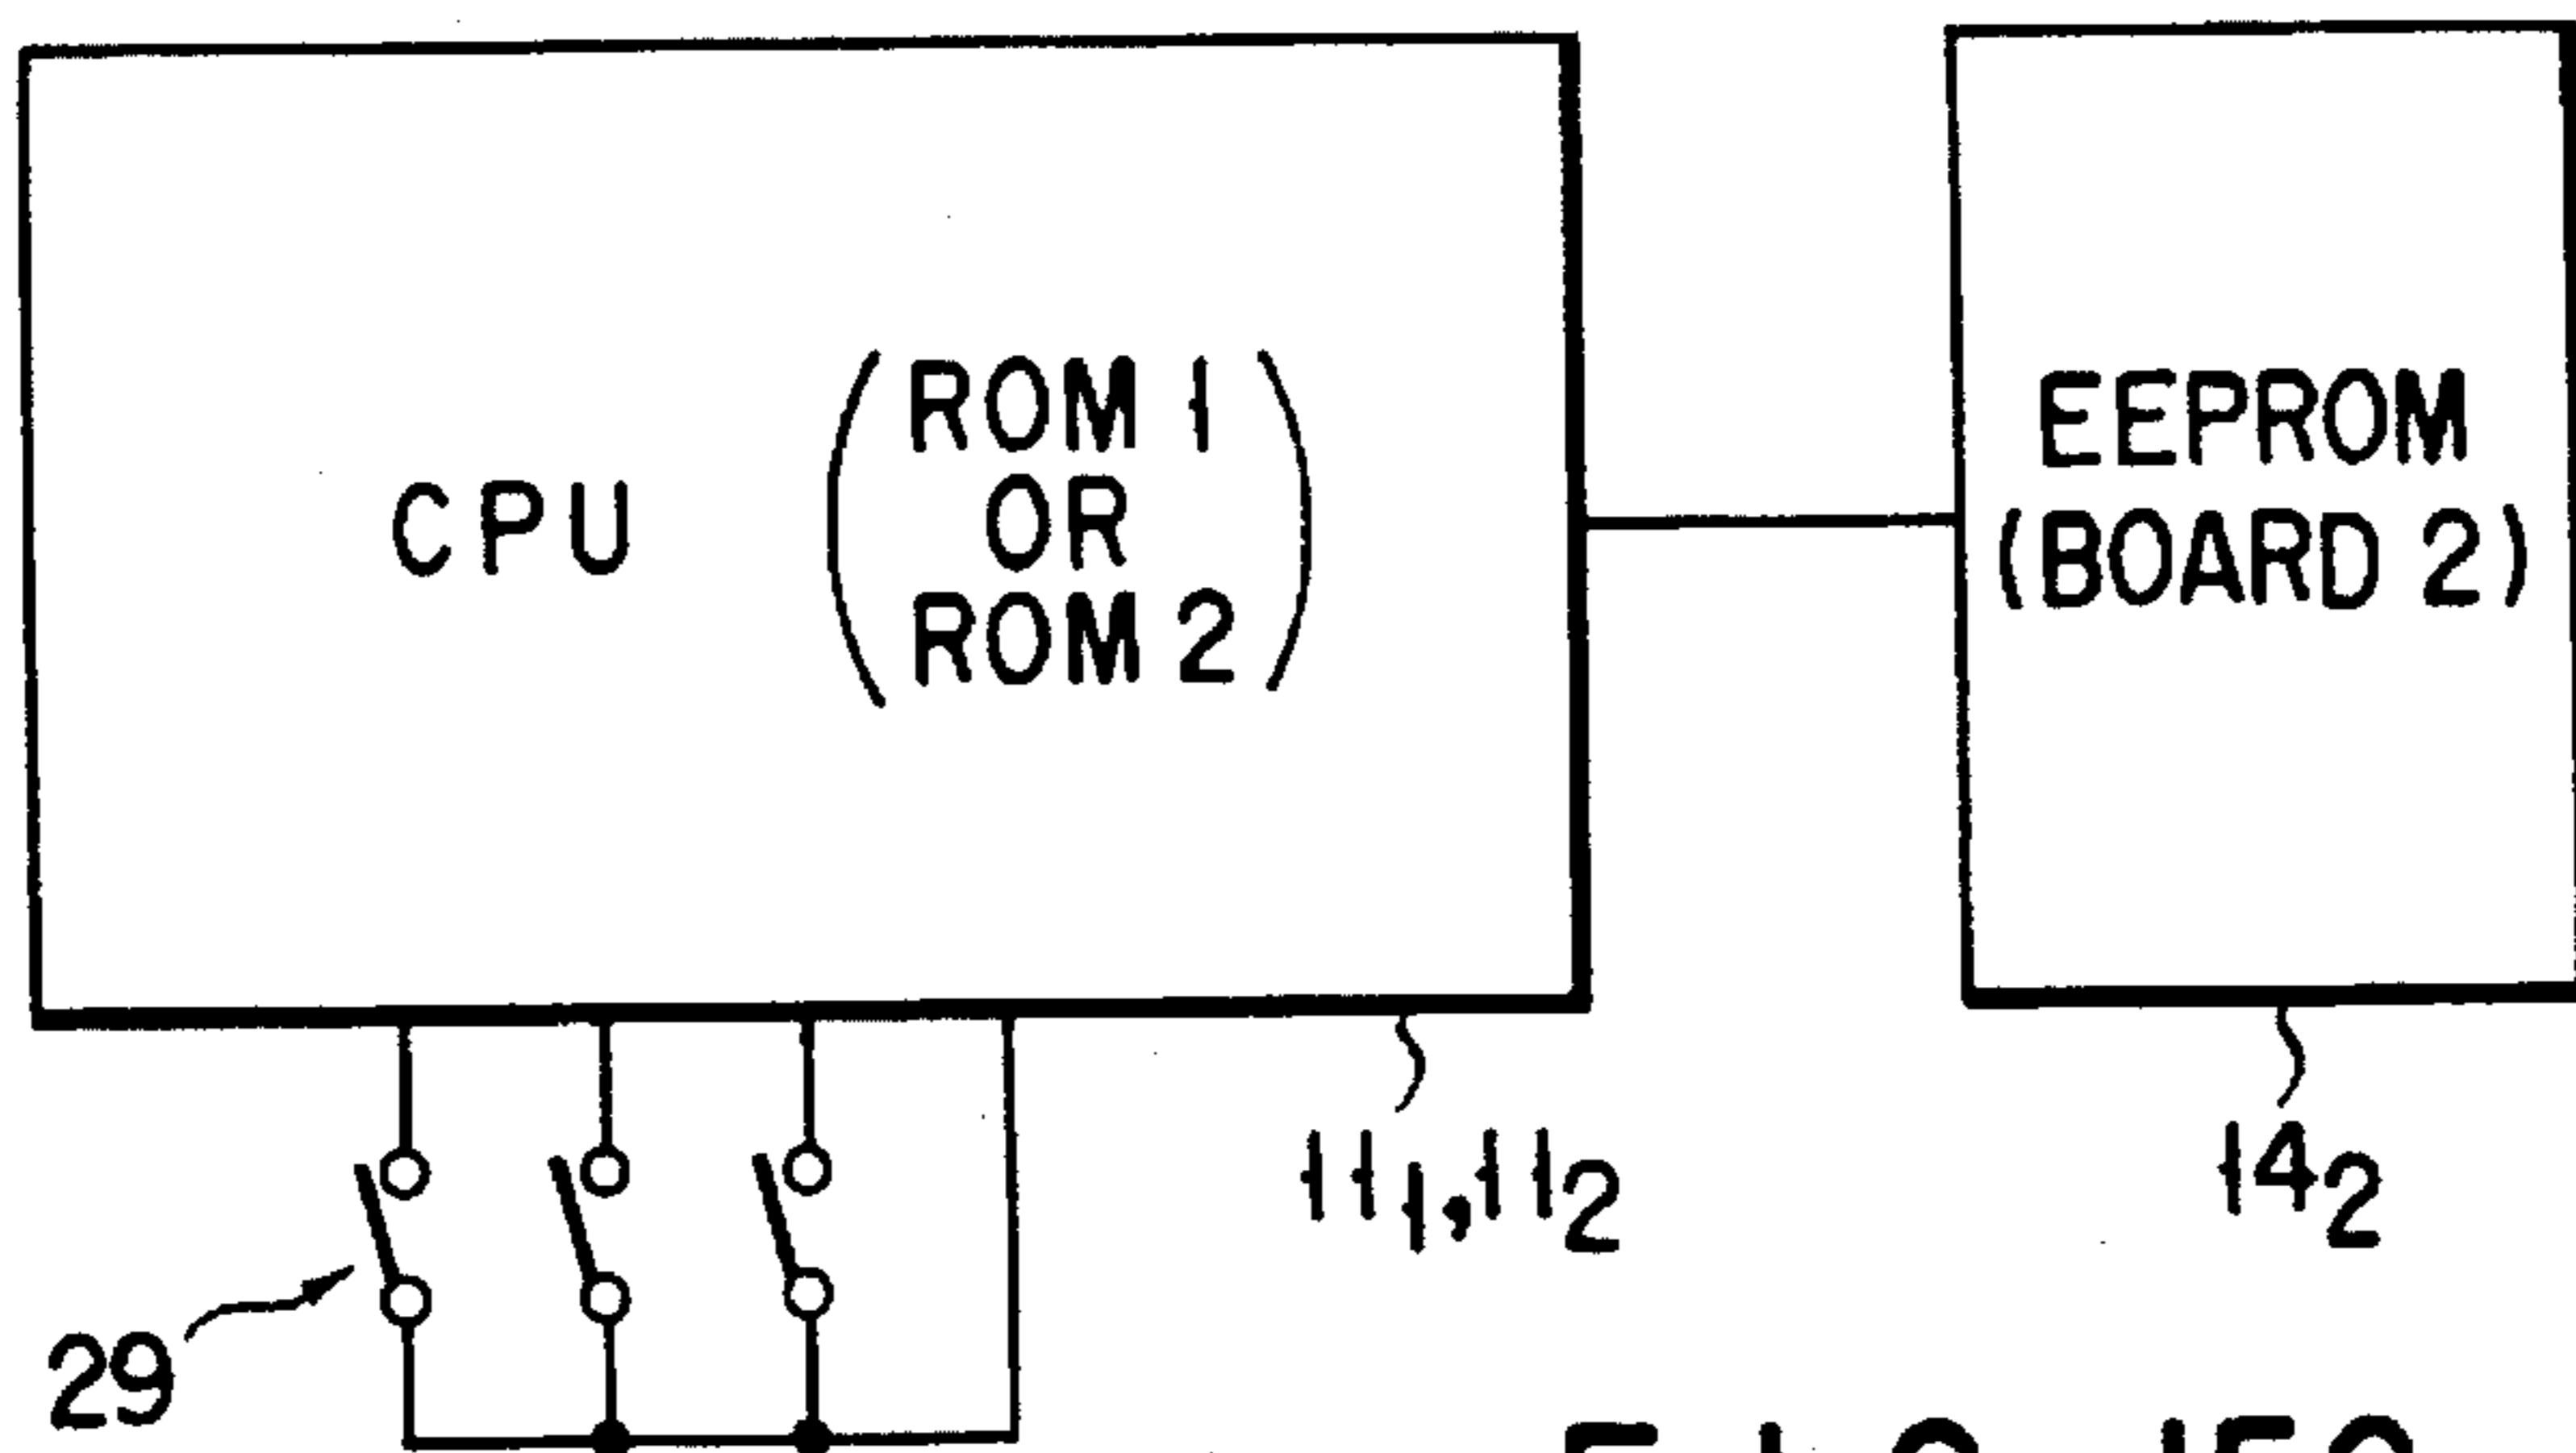 CPU (ROM 1
OR
ROM 2)
EEPROM
(BOARD 2)
11₁,11₂
14₂
29